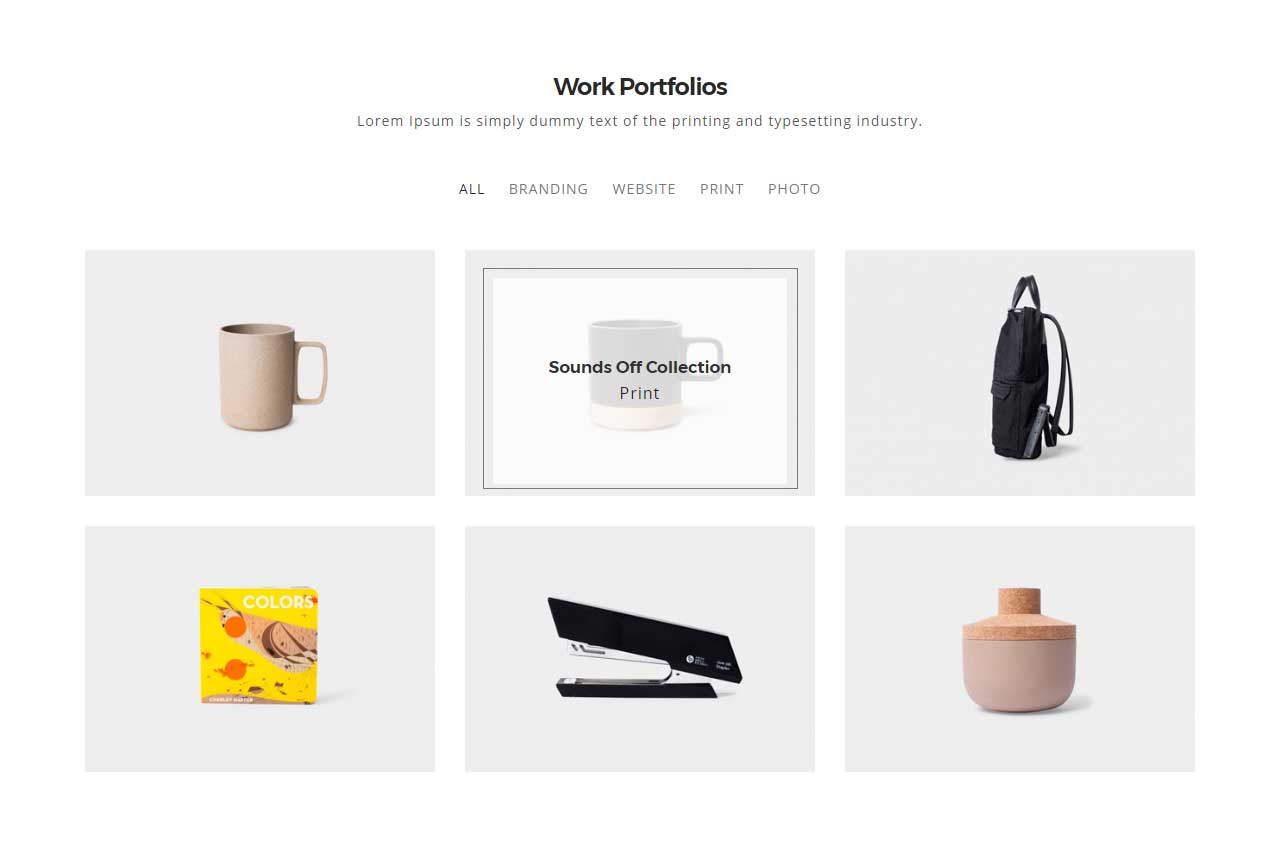 Work Portfolios
Lorem Ipsum is simply dummy text of the printing and typesetting industry.
ALL BRANDING WEBSITE PRINT PHOTO
Sounds Off Collection
Print
COLORS
CHARLEY HARPER